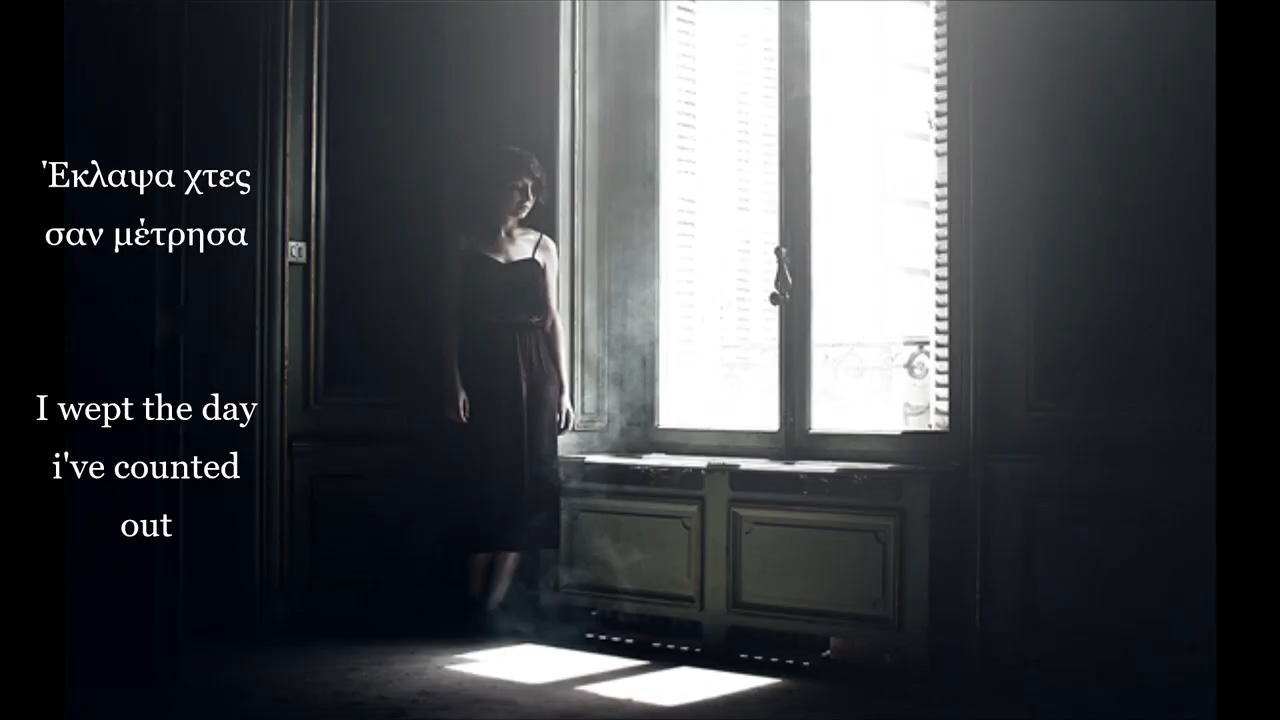 Έκλαψα χτες
σαν μέτρησα
I wept the day
i've counted
out